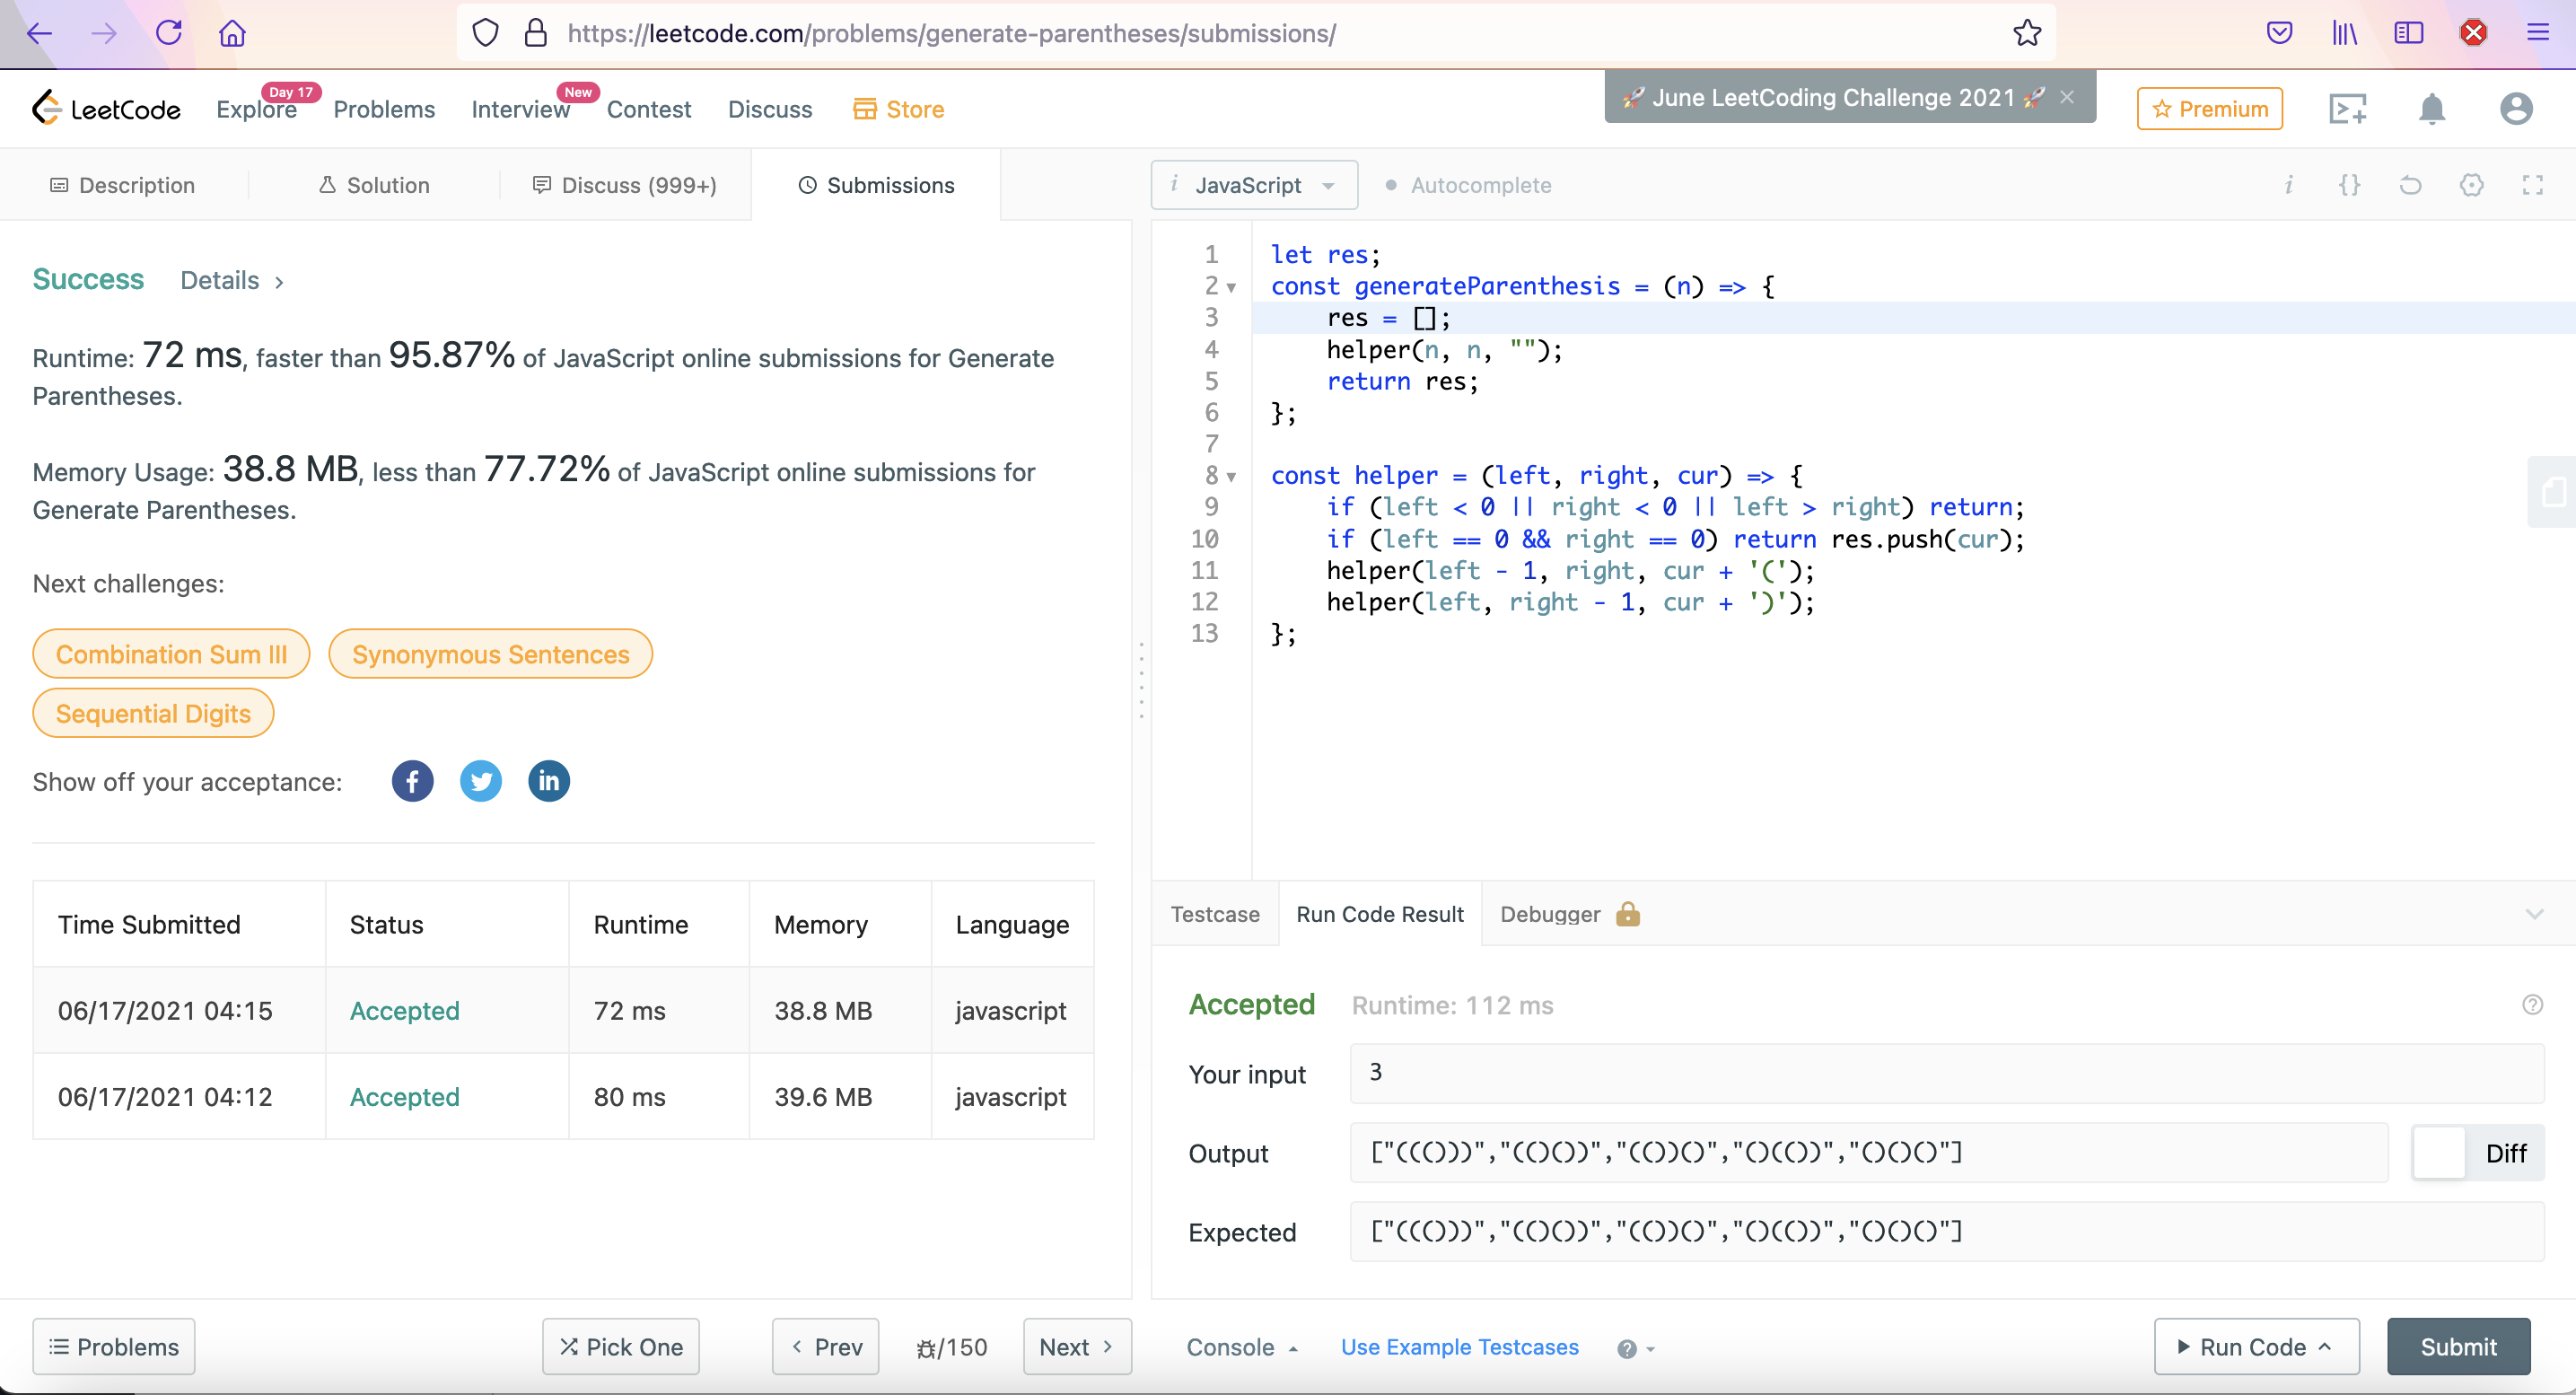 https://leetcode.com/problems/generate-parentheses/submissions/
LeetCode
Explore Day 17
Problems
Interview New
Contest
Discuss
Store
🚀 June LeetCoding Challenge 2021 🚀 ×
Premium
Description
Solution
Discuss (999+)
Submissions
i JavaScript
Autocomplete
i {}
Success Details >
Runtime: 72 ms, faster than 95.87% of JavaScript online submissions for Generate
Parentheses.
Memory Usage: 38.8 MB, less than 77.72% of JavaScript online submissions for
Generate Parentheses.
Next challenges:
Combination Sum III
Synonymous Sentences
Sequential Digits
Show off your acceptance:
Time Submitted Status Runtime Memory Language
06/17/2021 04:15 Accepted 72 ms 38.8 MB javascript
06/17/2021 04:12 Accepted 80 ms 39.6 MB javascript
1 let res;
2 const generateParenthesis = (n) => {
3     res = [];
4     helper(n, n, "");
5     return res;
6 };
7
8 const helper = (left, right, cur) => {
9     if (left < 0 || right < 0 || left > right) return;
10     if (left == 0 && right == 0) return res.push(cur);
11     helper(left - 1, right, cur + '(');
12     helper(left, right - 1, cur + ')');
13 };
Testcase
Run Code Result
Debugger
Accepted Runtime: 112 ms
Your input 3
Output ["((()))","(()())","(())()","()(())","()()()"]
Diff
Expected ["((()))","(()())","(())()","()(())","()()()"]
Problems
Pick One
< Prev
/150
Next >
Console
Use Example Testcases
Run Code
Submit